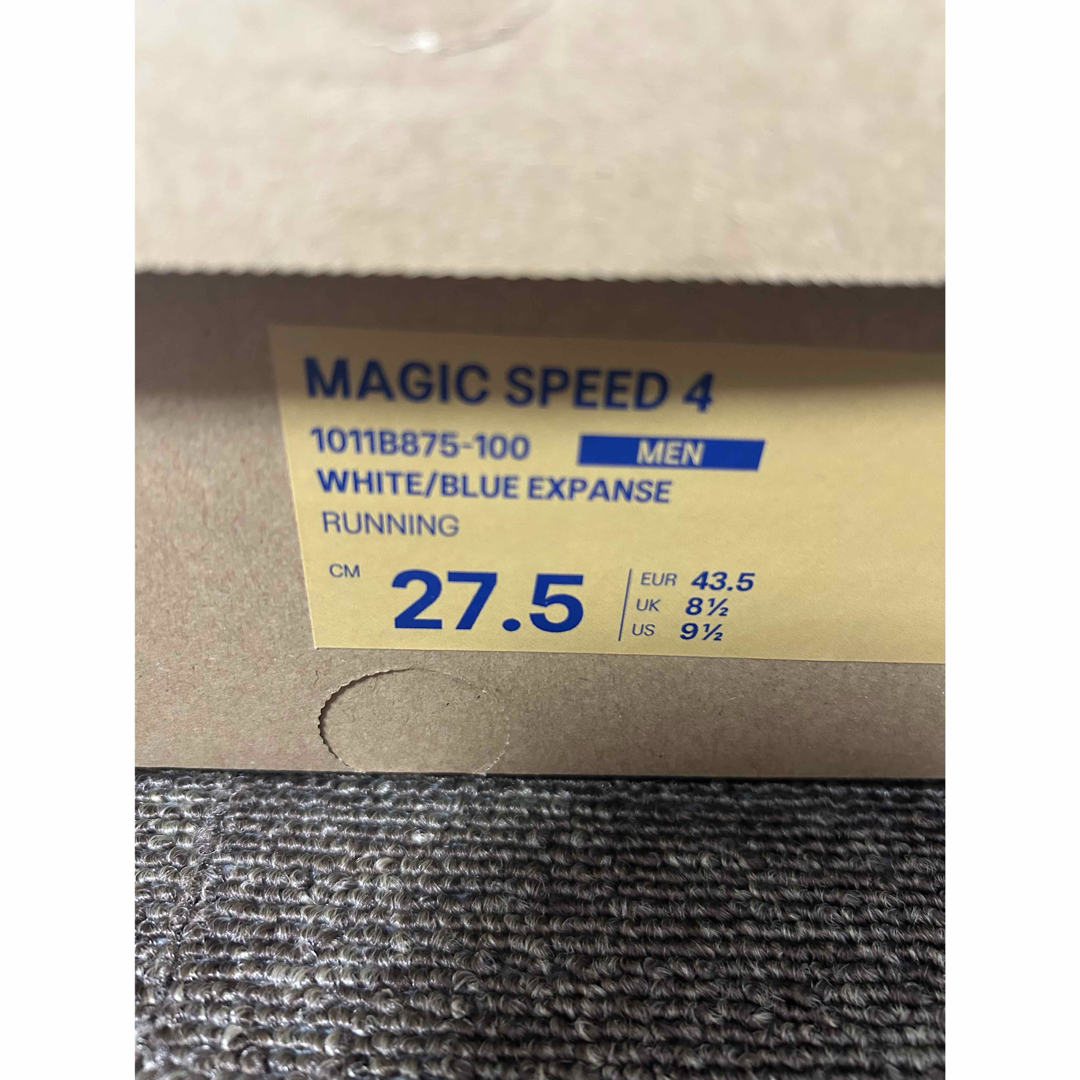 MAGIC SPEED 4
1011B875-100 MEN
WHITE/BLUE EXPANSE
RUNNING
CM 27.5
EUR 43.5
UK 8½
US 9½